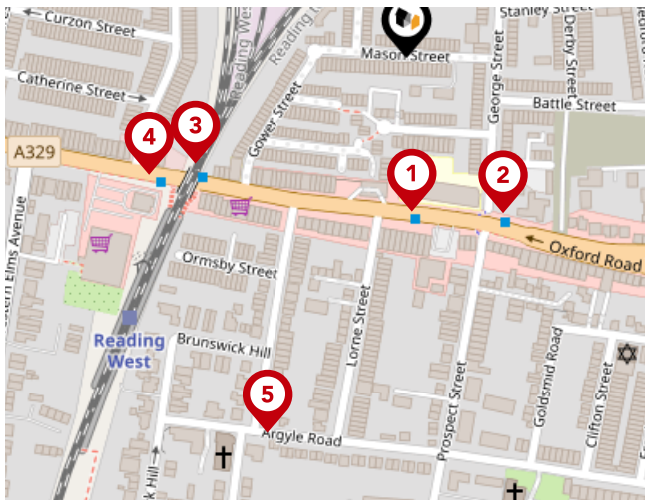 Curzon Street
Reading West
Reading
Mason Street
Stanley Street
Derby Street
George Street
Catherine Street
Battle Street
Gower Street
4
3
A329
1
2
Oxford Road
Ormsby Street
Elms Avenue
Reading
West
Brunswick Hill
Lorne Street
Prospect Street
Goldsmid Road
Clifton Street
5
Argyle Road
Hill